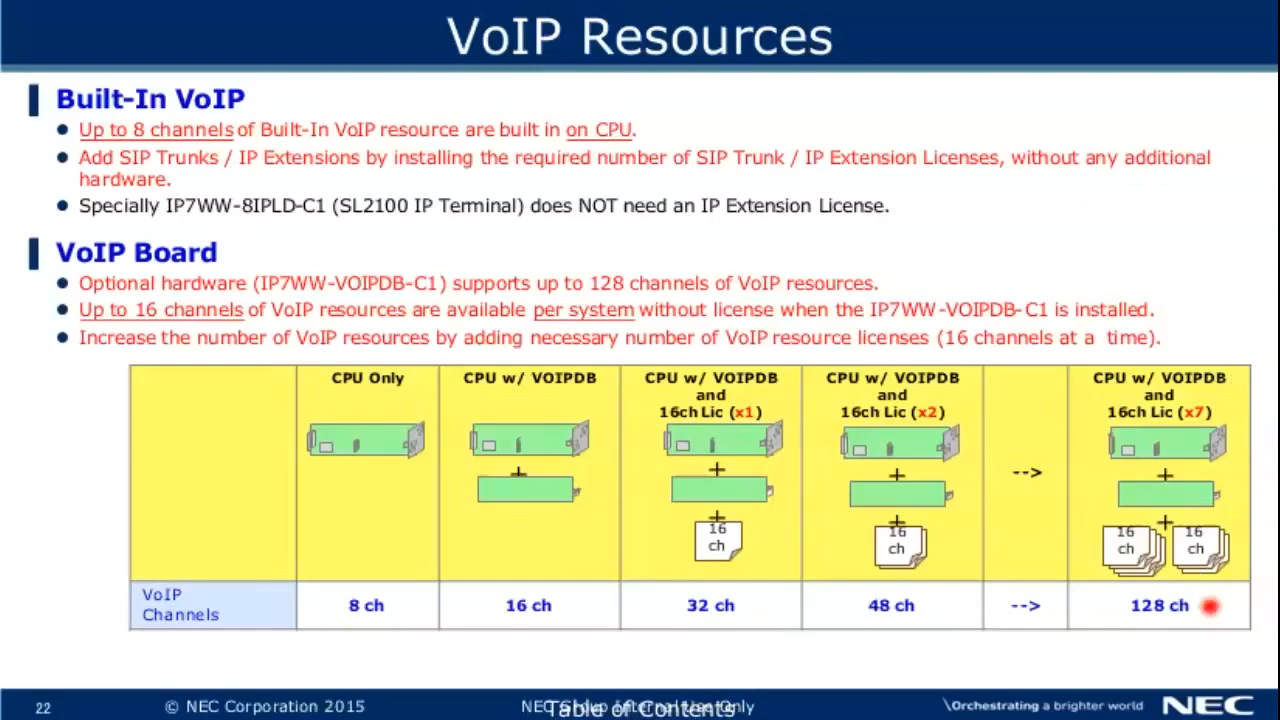 VoIP Resources
Built-In VoIP
Up to 8 channels of Built-In VoIP resource are built in on CPU.
Add SIP Trunks / IP Extensions by installing the required number of SIP Trunk / IP Extension Licenses, without any additional
hardware.
Specially IP7WW-8IPLD-C1 (SL2100 IP Terminal) does NOT need an IP Extension License.
VoIP Board
Optional hardware (IP7WW-VOIPDB-C1) supports up to 128 channels of VoIP resources.
Up to 16 channels of VoIP resources are available per system without license when the IP7WW-VOIPDB-C1 is installed.
Increase the number of VoIP resources by adding necessary number of VoIP resource licenses (16 channels at a time).
CPU Only
CPU w/ VOIPDB
CPU w/ VOIPDB
and
16ch Lic (x1)
CPU w/ VOIPDB
and
16ch Lic (x2)
-->
CPU w/ VOIPDB
and
16ch Lic (x7)
+
+
+
16
ch
+
+
16
ch
+
+
16
ch
16
ch
VoIP
Channels
8 ch
16 ch
32 ch
48 ch
-->
128 ch
22
© NEC Corporation 2015
NEC Group Internal Use Only
Table of Contents
\Orchestrating a brighter world
NEC